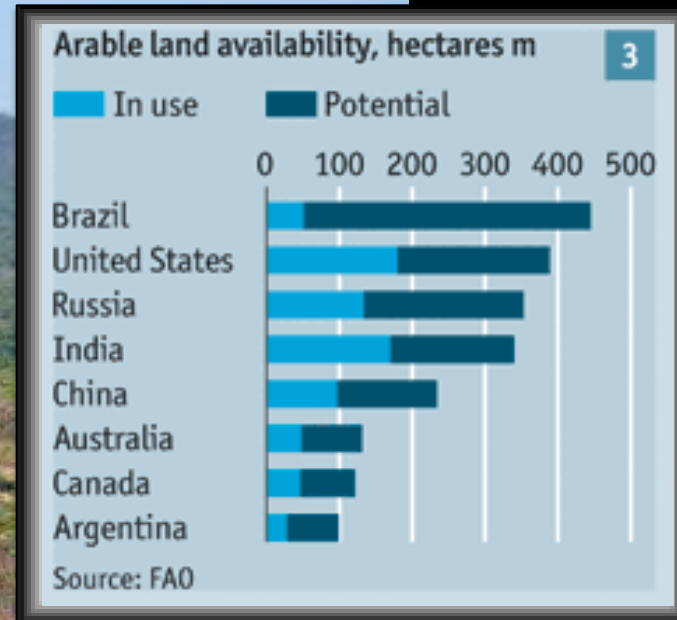 Arable land availability, hectares m 3
In use Potential
0 100 200 300 400 500
Brazil
United States
Russia
India
China
Australia
Canada
Argentina
Source: FAO